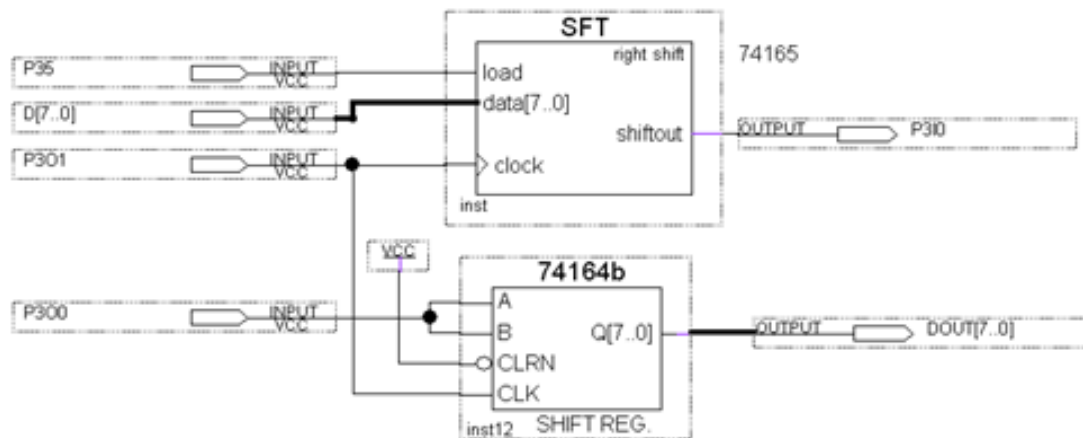 SFT
right shift
74165
P35
INPUT
VCC
load
D[7..0]
INPUT
VCC
data[7..0]
shiftout
OUTPUT
P3I0
P3O1
INPUT
VCC
clock
inst
VCC
74164b
P3O0
INPUT
VCC
A
B
Q[7..0]
OUTPUT
DOUT[7..0]
CLRN
CLK
inst12
SHIFT REG.